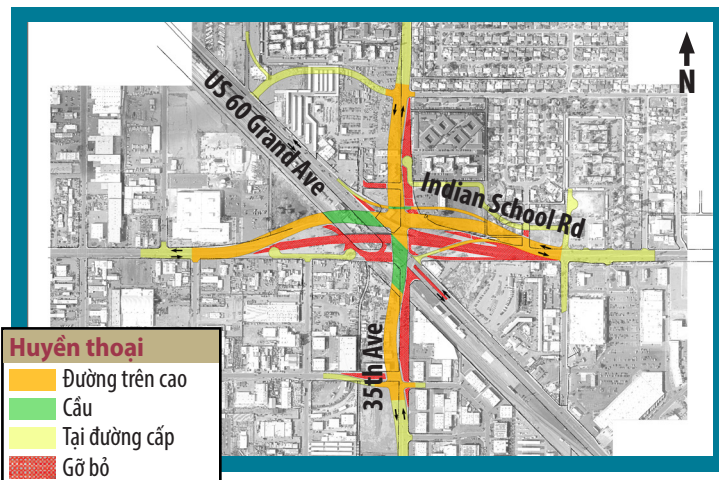 N
US 60 Grand Ave
Indian School Rd
35th Ave
Huyền thoại
Đường trên cao
Cầu
Tại đường cấp
Gỡ bỏ